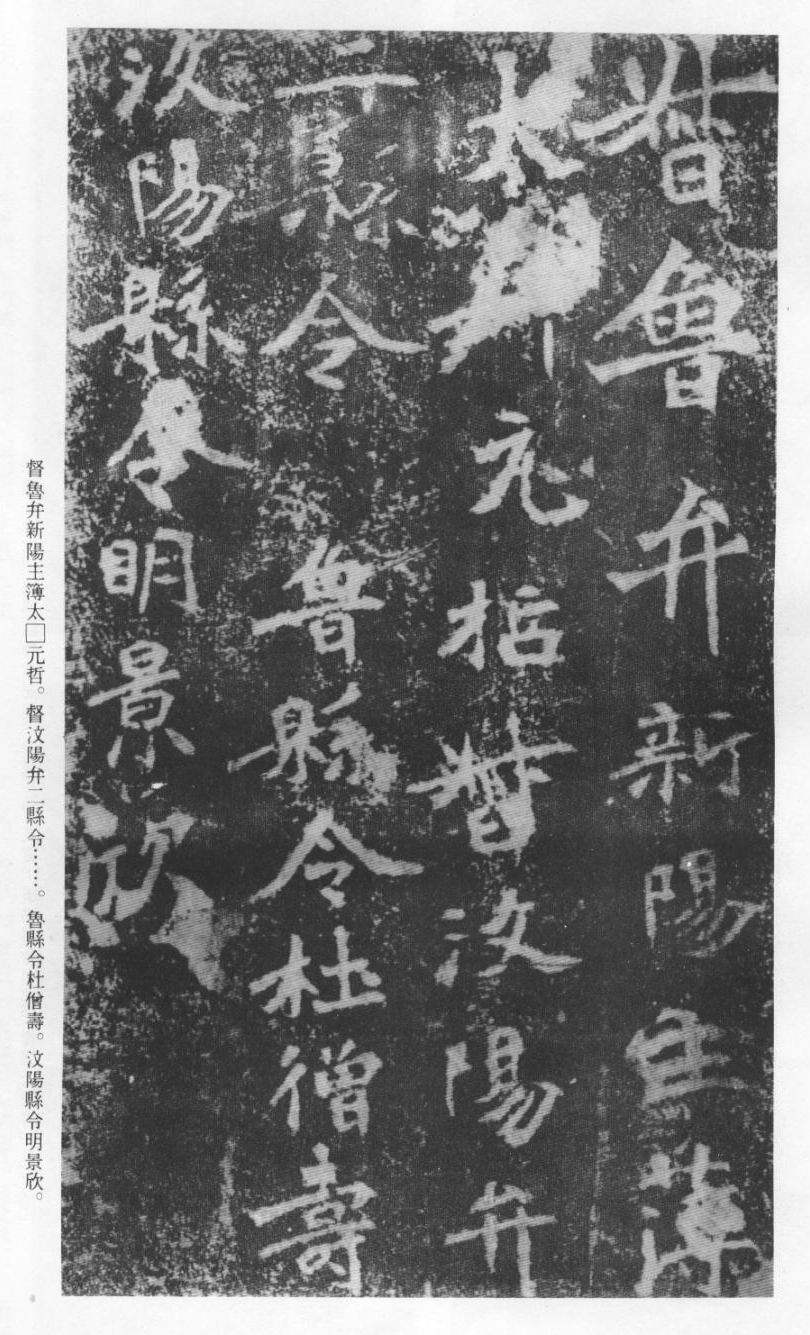 督魯弁新陽主簿
太□元哲督汶陽弁
二縣令 魯縣令杜僧壽
汶陽縣令明景欣
督魯弁新陽主簿太□元哲。督汶陽弁二縣令……。魯縣令杜僧壽。汶陽縣令明景欣。